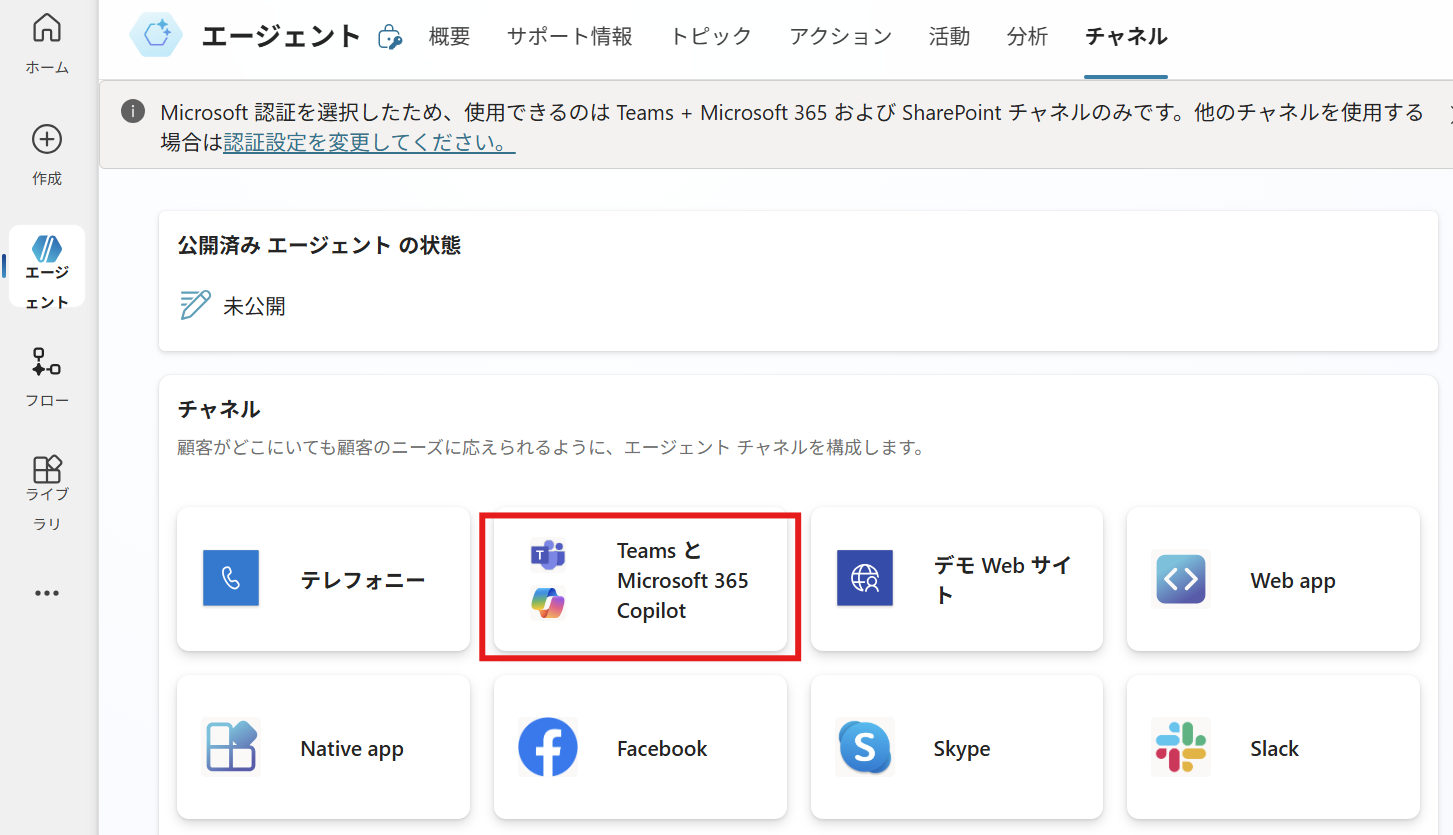 ホーム
作成
エージ
ェント
フロー
ライブ
ラリ
エージェント 概要 サポート情報 トピック アクション 活動 分析 チャネル
Microsoft 認証を選択したため、使用できるのは Teams + Microsoft 365 および SharePoint チャネルのみです。他のチャネルを使用する
場合は認証設定を変更してください。
公開済み エージェント の状態
未公開
チャネル
顧客がどこにいても顧客のニーズに応えられるように、エージェント チャネルを構成します。
テレフォニー
Teams と
Microsoft 365
Copilot
デモ Web サイ
ト
Web app
Native app
Facebook
Skype
Slack